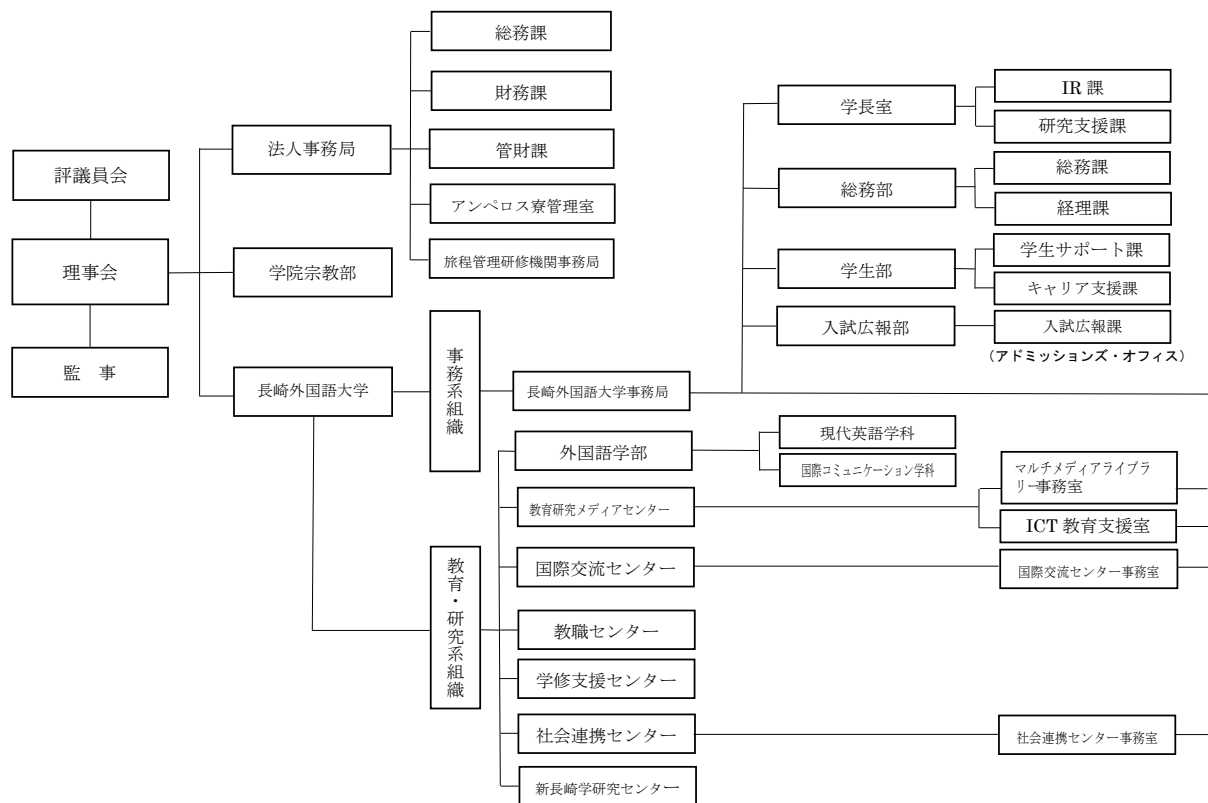 評議員会
理事会
監　事
法人事務局
学院宗教部
長崎外国語大学
総務課
財務課
管財課
アンペロス寮管理室
旅程管理研修機関事務局
事務系組織
教育・研究系組織
長崎外国語大学事務局
学長室
IR 課
研究支援課
総務部
総務課
経理課
学生部
学生サポート課
キャリア支援課
入試広報部
入試広報課
（アドミッションズ・オフィス）
外国語学部
現代英語学科
国際コミュニケーション学科
教育研究メディアセンター
マルチメディアライブラ
リー事務室
ICT 教育支援室
国際交流センター
国際交流センター事務室
教職センター
学修支援センター
社会連携センター
社会連携センター事務室
新長崎学研究センター